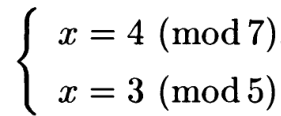 x = 4 (mod 7)
x = 3 (mod 5)